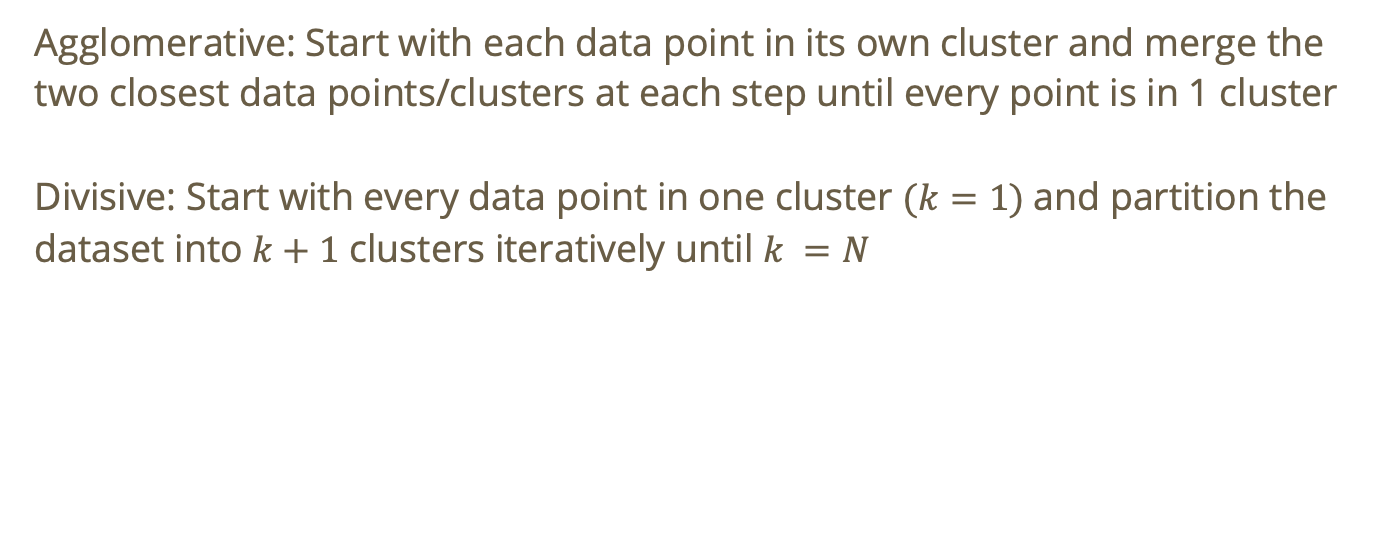 Agglomerative: Start with each data point in its own cluster and merge the
two closest data points/clusters at each step until every point is in 1 cluster
Divisive: Start with every data point in one cluster (k = 1) and partition the
dataset into k + 1 clusters iteratively until k = N